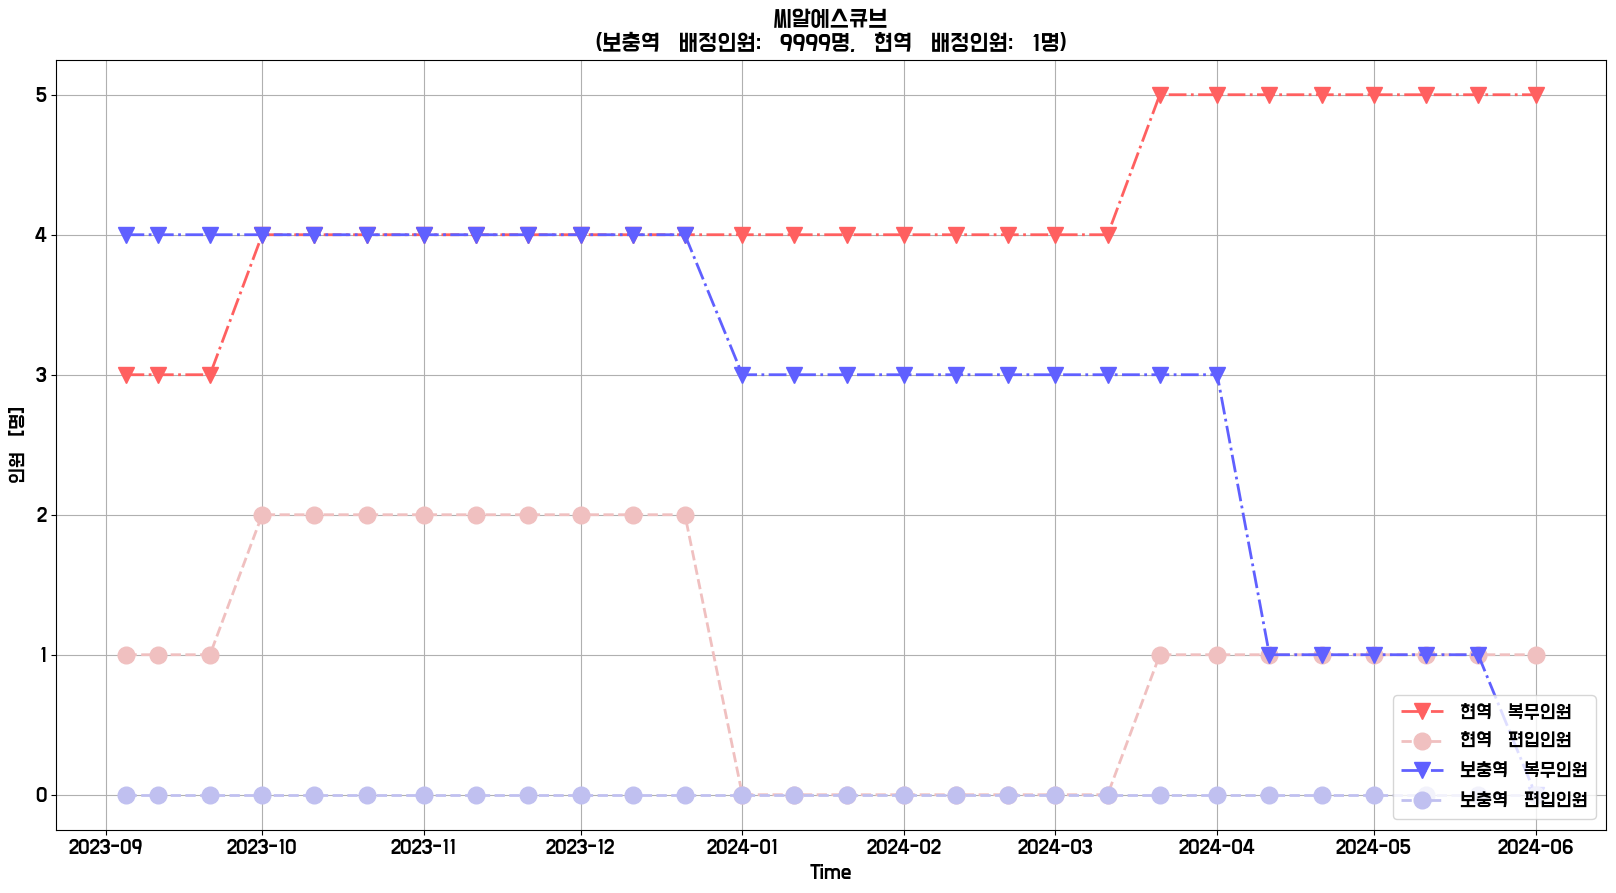 씨알에스큐브
(보충역 배정인원: 9999명, 현역 배정인원: 1명)
5
4
3
2
1
0
인원 [명]
2023-09 2023-10 2023-11 2023-12 2024-01 2024-02 2024-03 2024-04 2024-05 2024-06
Time
현역 복무인원
현역 편입인원
보충역 복무인원
보충역 편입인원